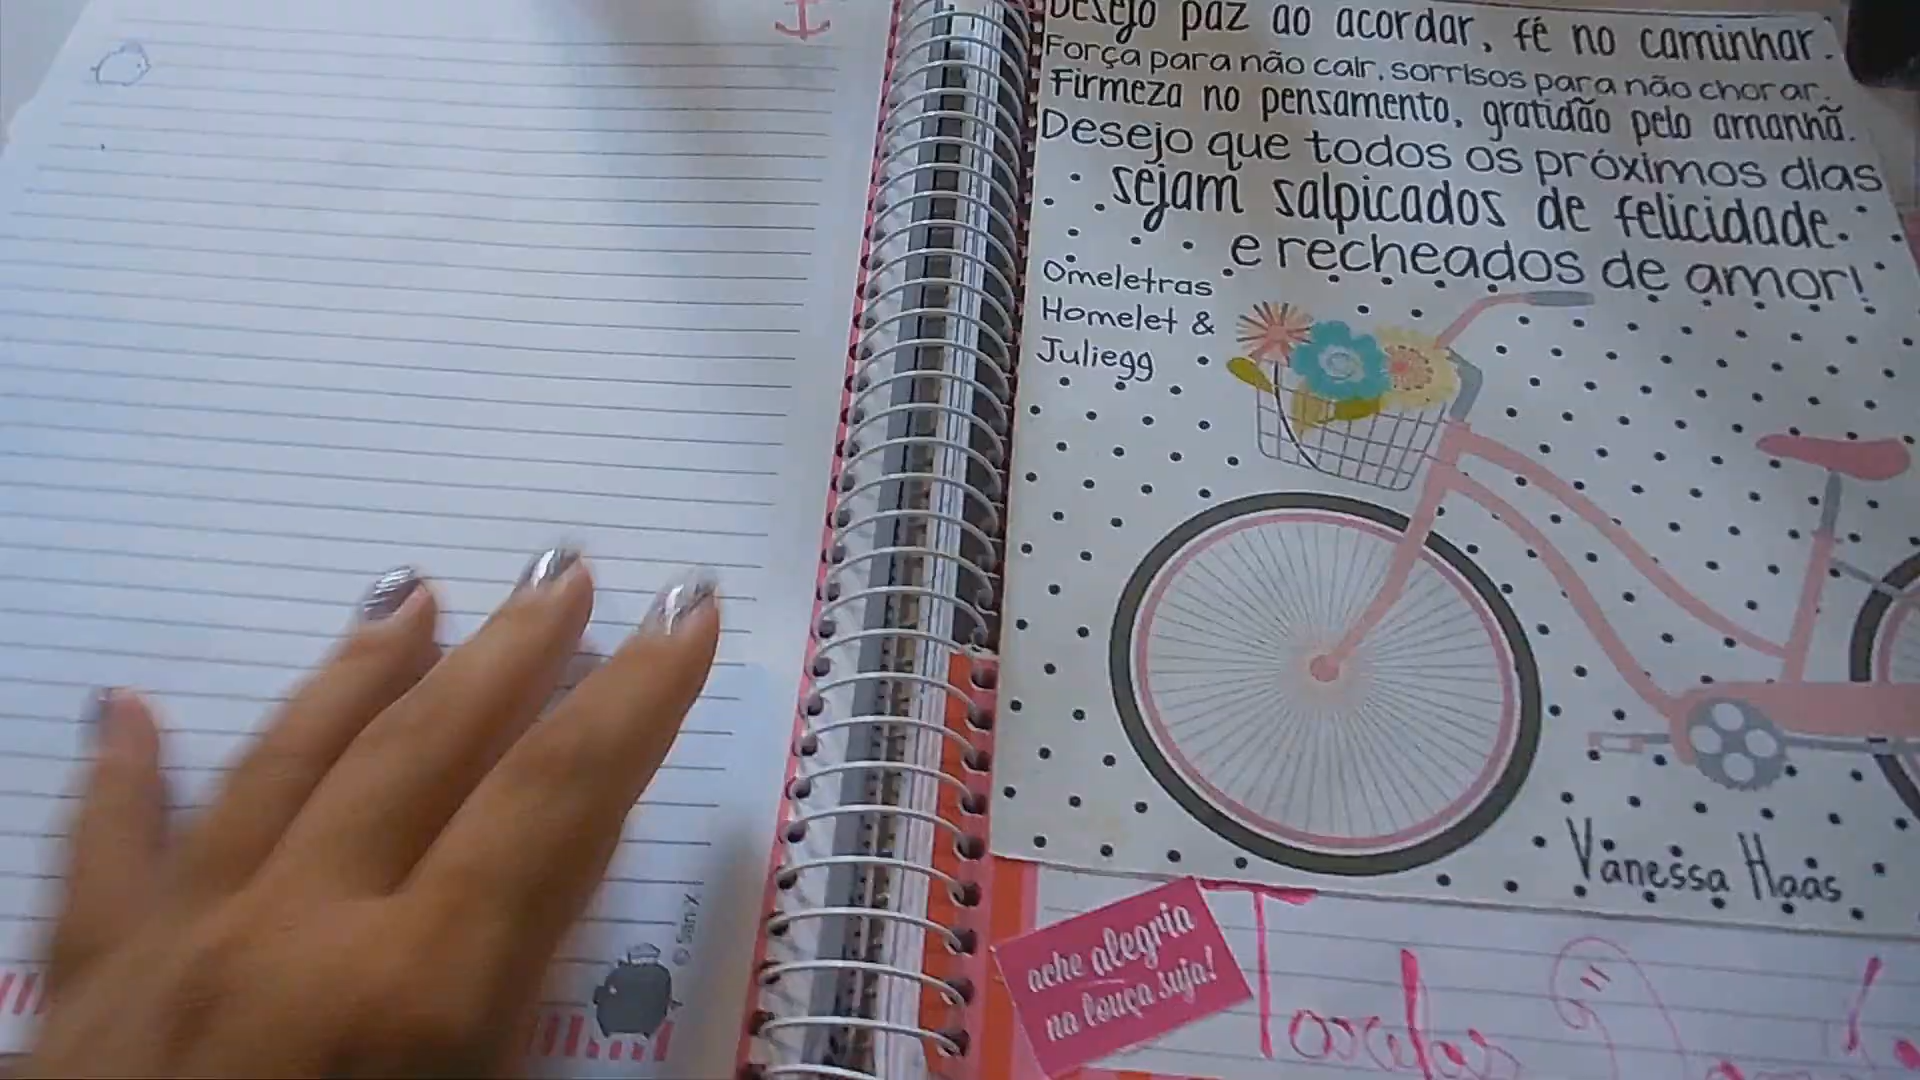 Desejo paz ao acordar, fé no caminhar.
Força para não cair, sorrisos para não chorar.
Firmeza no pensamento, gratidão pelo amanhã.
Desejo que todos os próximos dias
sejam salpicados de felicidade
e recheados de amor!
Omeletras
Homelet &
Juliegg
Vanessa Haas
© San-X
ache alegria
na louça suja!